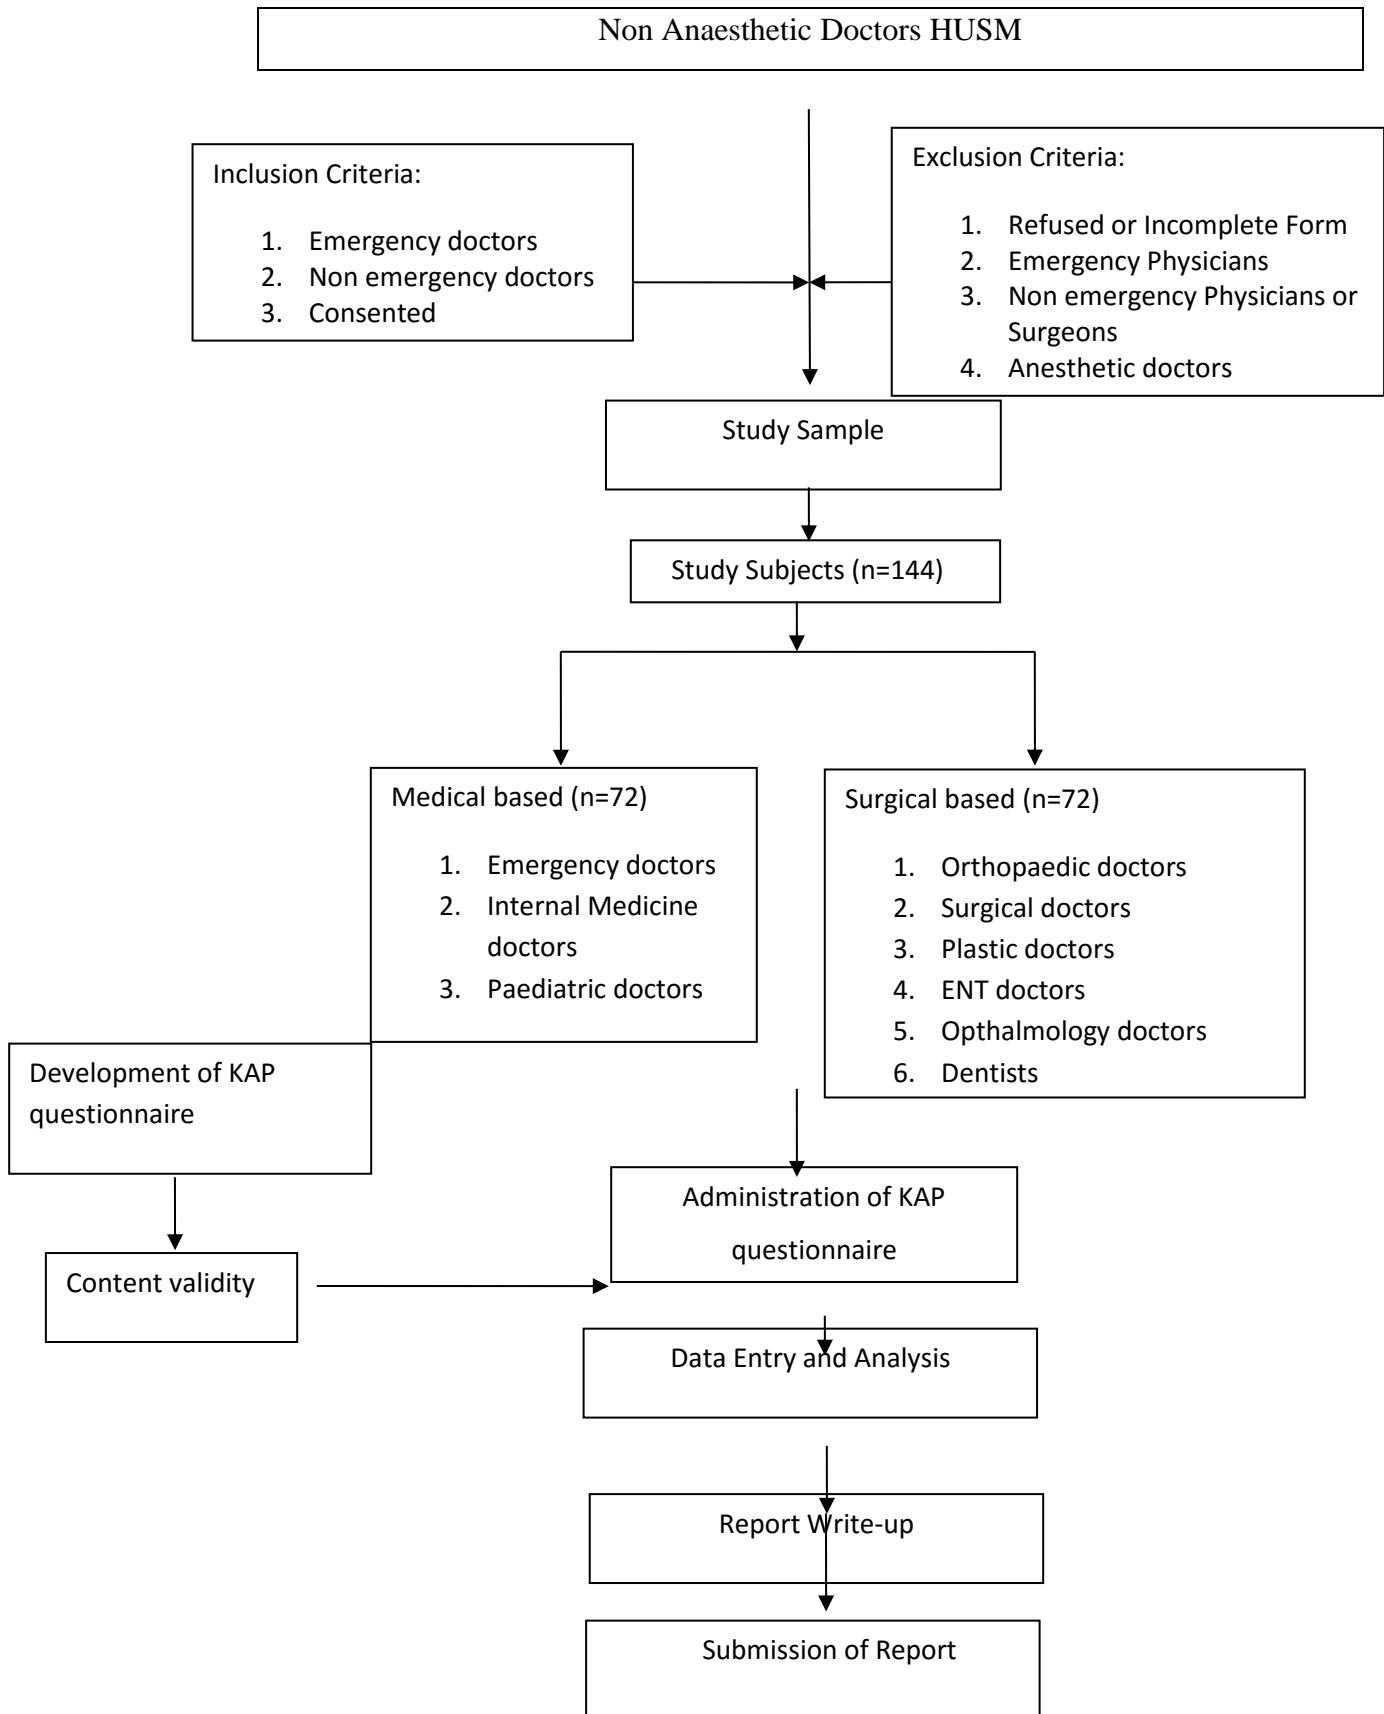 Non Anaesthetic Doctors HUSM
Inclusion Criteria:
1. Emergency doctors
2. Non emergency doctors
3. Consented
Exclusion Criteria:
1. Refused or Incomplete Form
2. Emergency Physicians
3. Non emergency Physicians or
Surgeons
4. Anesthetic doctors
Study Sample
Study Subjects (n=144)
Medical based (n=72)
1. Emergency doctors
2. Internal Medicine
doctors
3. Paediatric doctors
Surgical based (n=72)
1. Orthopaedic doctors
2. Surgical doctors
3. Plastic doctors
4. ENT doctors
5. Opthalmology doctors
6. Dentists
Development of KAP
questionnaire
Administration of KAP
questionnaire
Content validity
Data Entry and Analysis
Report Write-up
Submission of Report